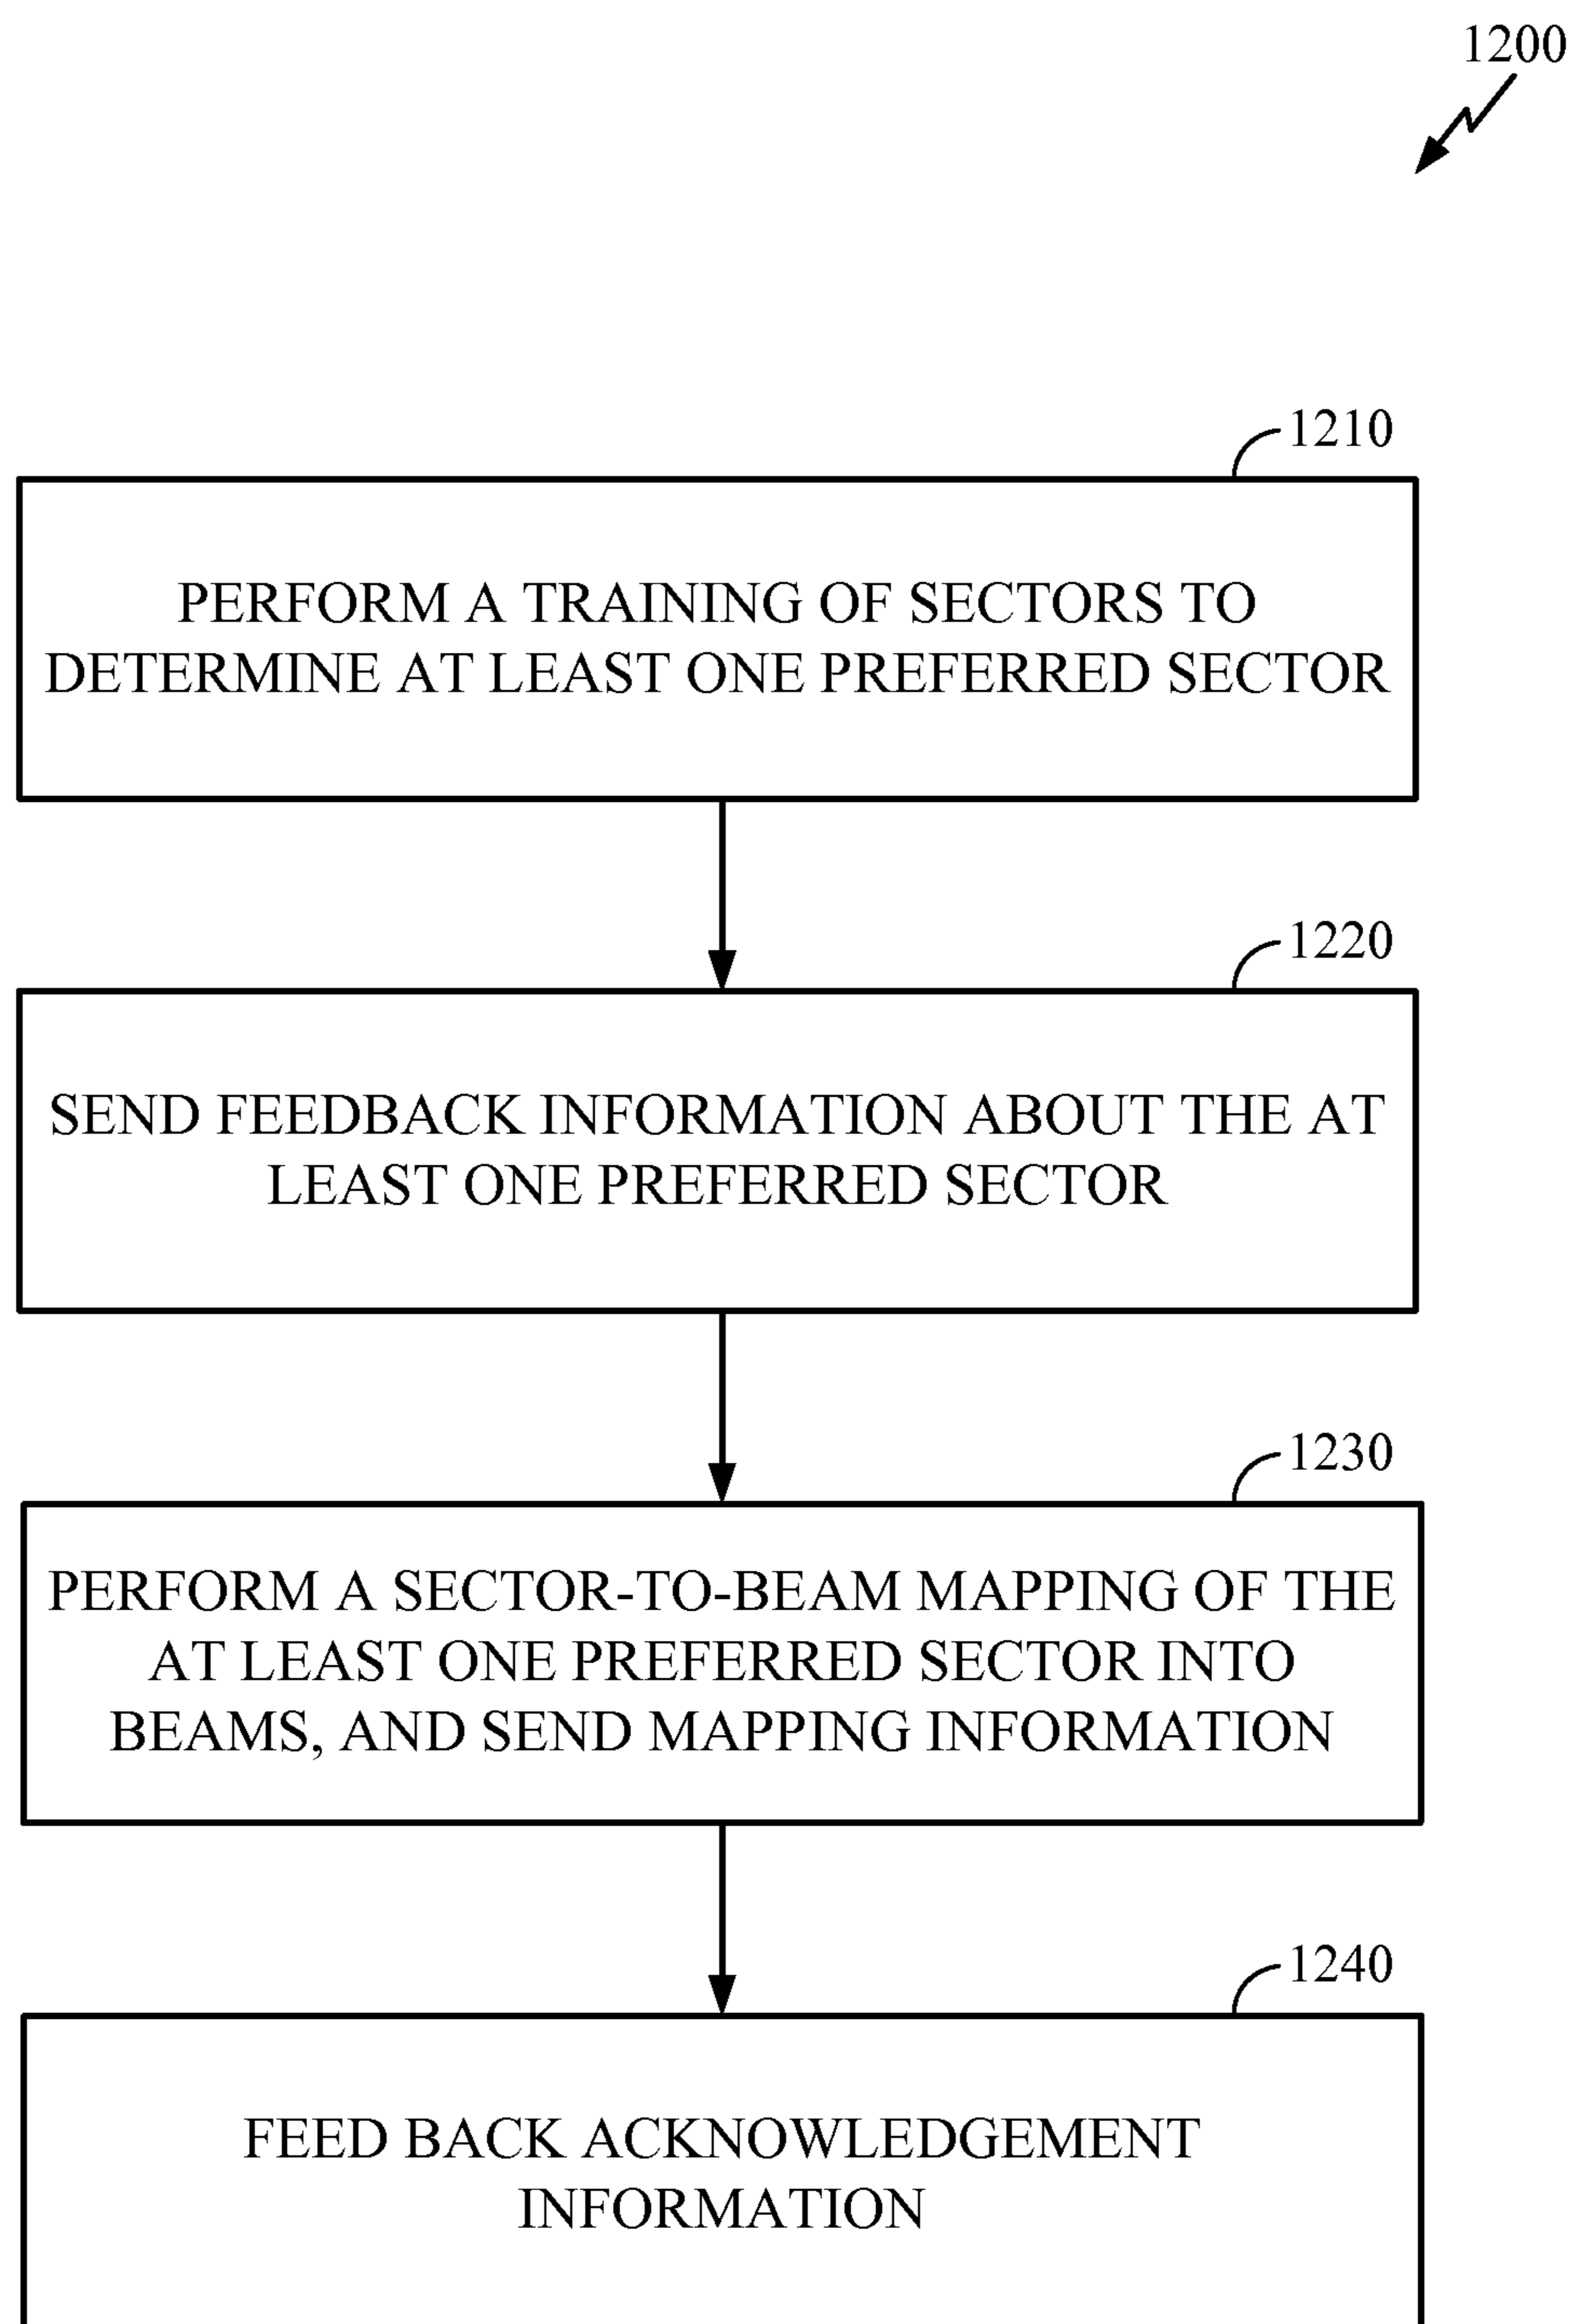 1200
1210
PERFORM A TRAINING OF SECTORS TO
DETERMINE AT LEAST ONE PREFERRED SECTOR
1220
SEND FEEDBACK INFORMATION ABOUT THE AT
LEAST ONE PREFERRED SECTOR
1230
PERFORM A SECTOR-TO-BEAM MAPPING OF THE
AT LEAST ONE PREFERRED SECTOR INTO
BEAMS, AND SEND MAPPING INFORMATION
1240
FEED BACK ACKNOWLEDGEMENT
INFORMATION